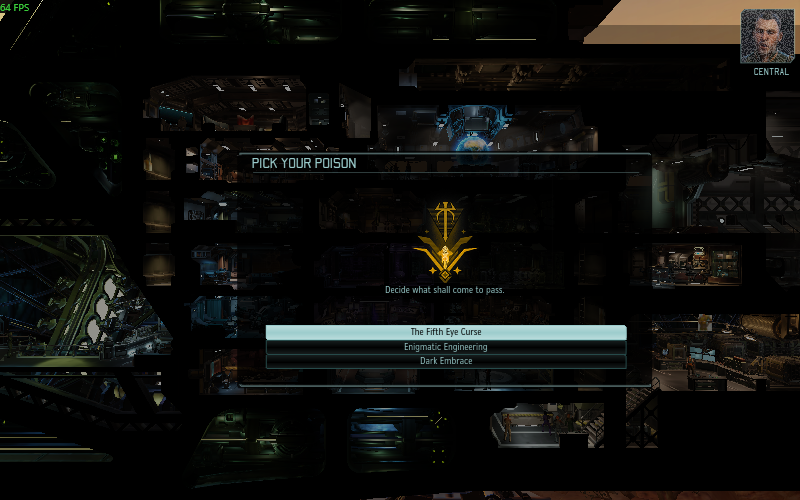 64 FPS
CENTRAL
PICK YOUR POISON
Decide what shall come to pass.
The Fifth Eye Curse
Enigmatic Engineering
Dark Embrace